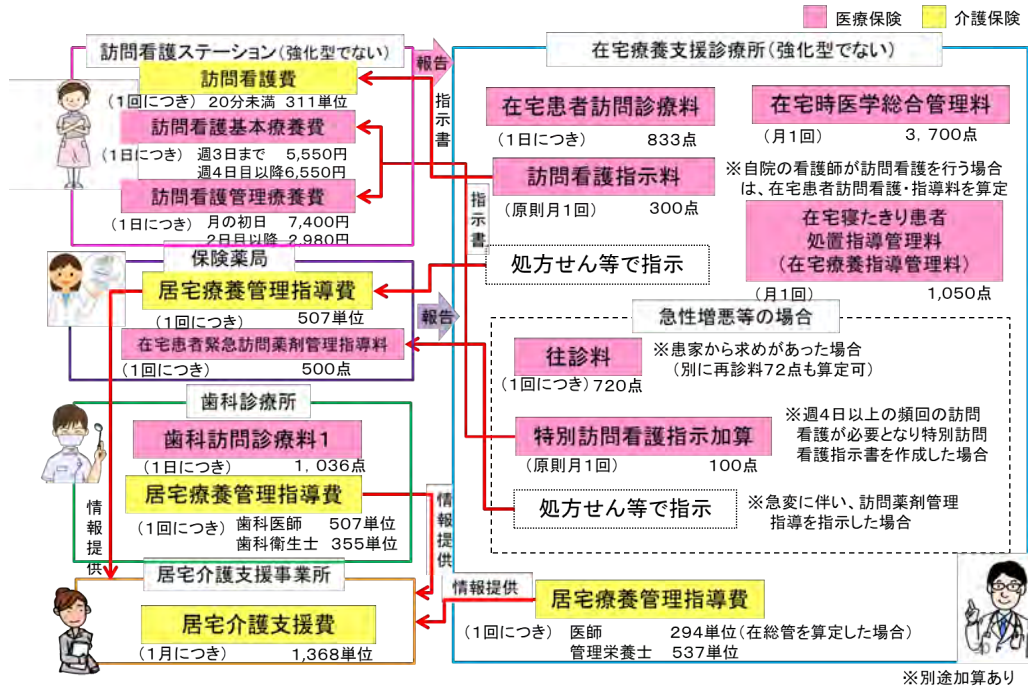 医療保険 介護保険
訪問看護ステーション(強化型でない)
訪問看護費
(1回につき) 20分未満 311単位
訪問看護基本療養費
(1日につき) 週3日まで 5,550円
週4日目以降6,550円
訪問看護管理療養費
(1日につき) 月の初日 7,400円
2日目以降 2,980円
報告
指示書
保険薬局
居宅療養管理指導費
(1回につき) 507単位
在宅患者緊急訪問薬剤管理指導料
(1回につき) 500点
報告
歯科診療所
歯科訪問診療料1
(1日につき) 1,036点
居宅療養管理指導費
(1回につき) 歯科医師 507単位
歯科衛生士 355単位
情報提供
情報提供
居宅介護支援事業所
居宅介護支援費
(1月につき) 1,368単位
在宅療養支援診療所(強化型でない)
在宅患者訪問診療料
(1日につき) 833点
在宅時医学総合管理料
(月1回) 3,700点
訪問看護指示料
(原則月1回) 300点
指示書
※自院の看護師が訪問看護を行う場合
は、在宅患者訪問看護・指導料を算定
在宅寝たきり患者
処置指導管理料
(在宅療養指導管理料)
(月1回) 1,050点
処方せん等で指示
急性増悪等の場合
往診料
(1回につき) 720点
※患家から求めがあった場合
(別に再診料72点も算定可)
特別訪問看護指示加算
(原則月1回) 100点
※週4日以上の頻回の訪問
看護が必要となり特別訪問
看護指示書を作成した場合
処方せん等で指示
※急変に伴い、訪問薬剤管理
指導を指示した場合
情報提供
居宅療養管理指導費
(1回につき) 医師 294単位(在総管を算定した場合)
管理栄養士 537単位
※別途加算あり